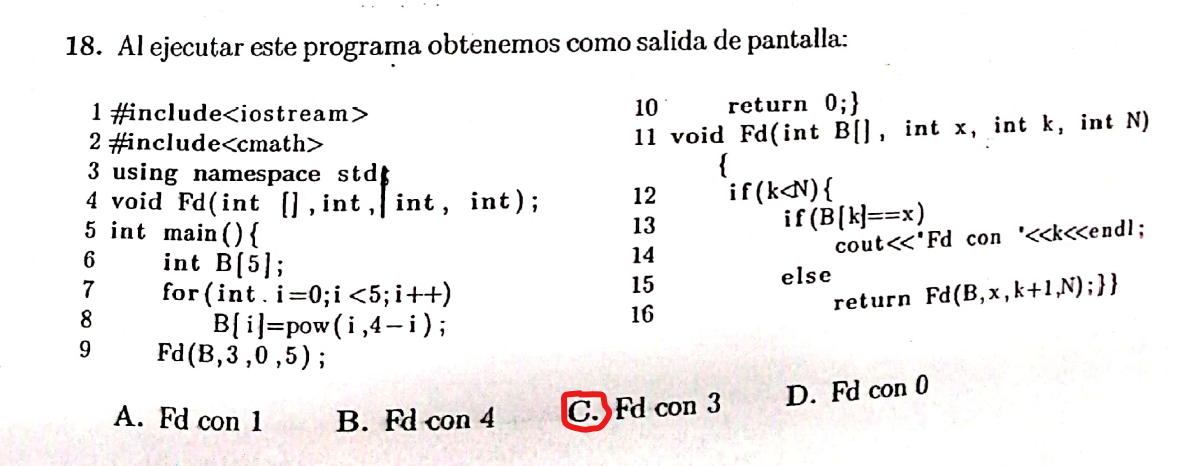 18. Al ejecutar este programa obtenemos como salida de pantalla:
1 #include<iostream>
2 #include<cmath>
3 using namespace std;
4 void Fd(int [],int, int, int);
5 int main(){
6 int B[5];
7 for(int i=0;i<5;i++)
8 B[i]=pow(i,4-i);
9 Fd(B,3,0,5);
10 return 0;}
11 void Fd(int B[], int x, int k, int N)
{
12 if(k<N){
13 if(B[k]==x)
14 cout<<'Fd con '<<k<<endl;
15 else
16 return Fd(B,x,k+1,N);}}
A. Fd con 1 B. Fd con 4 C. Fd con 3 D. Fd con 0